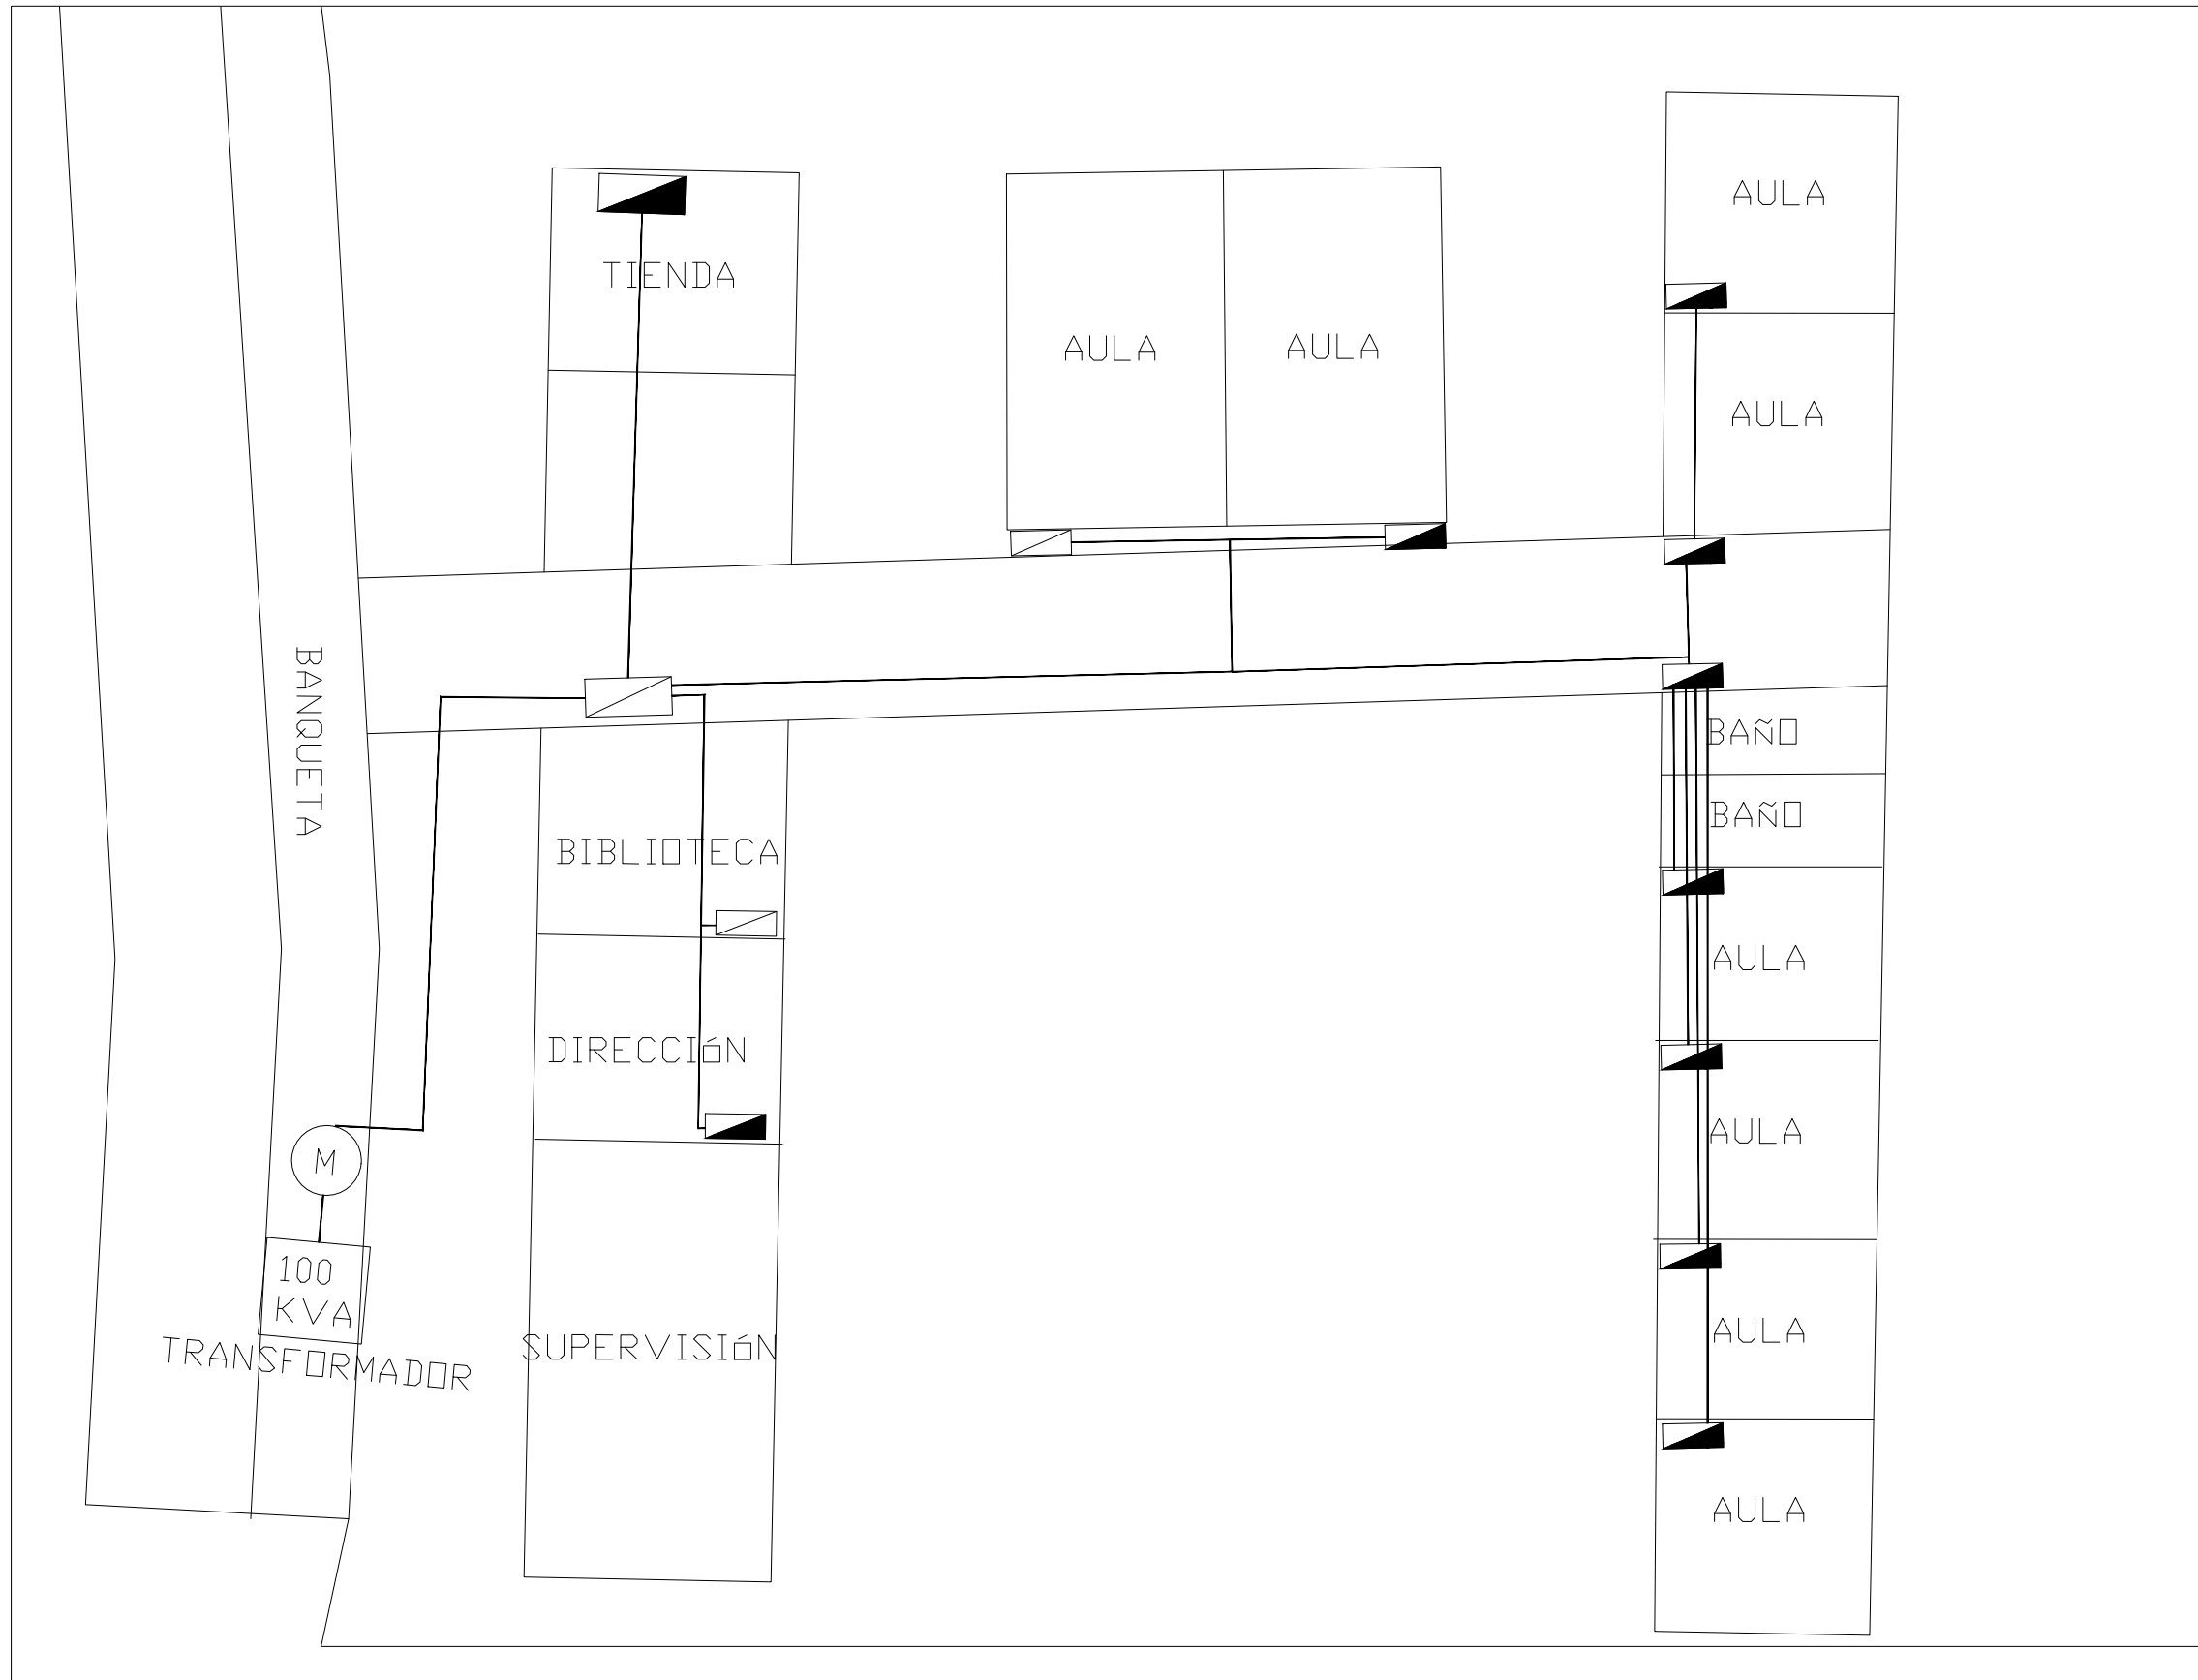 AULA
TIENDA
AULA
AULA
AULA
BANQUETA
BAÑO
BAÑO
BIBLIOTECA
AULA
DIRECCIóN
AULA
M
100
KVA
TRANSFORMADOR
SUPERVISIóN
AULA
AULA